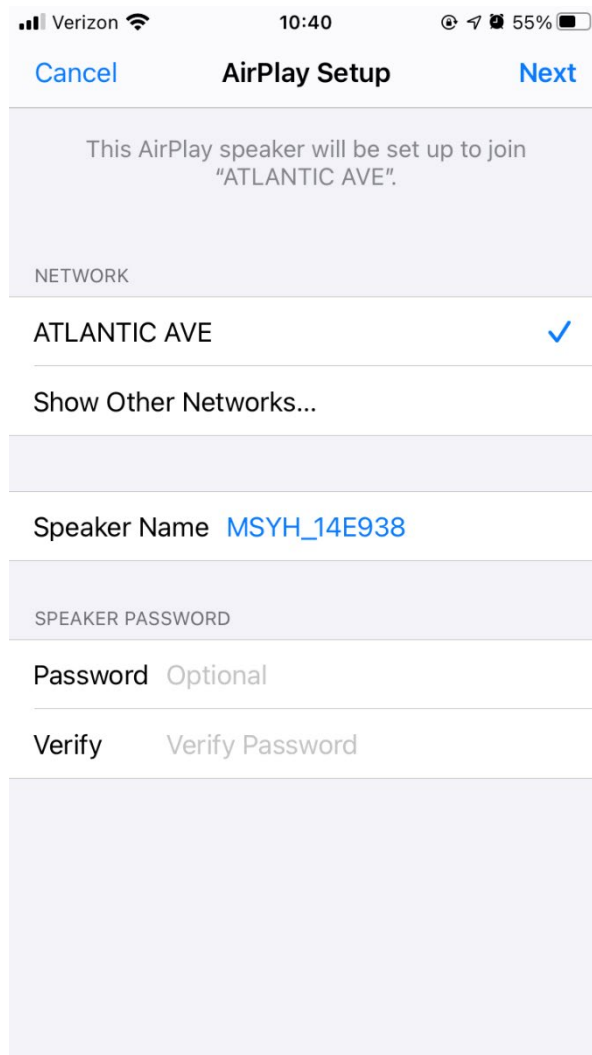 Verizon 10:40 55%
Cancel AirPlay Setup Next
This AirPlay speaker will be set up to join
“ATLANTIC AVE”.
NETWORK
ATLANTIC AVE
Show Other Networks...
Speaker Name MSYH_14E938
SPEAKER PASSWORD
Password Optional
Verify Verify Password